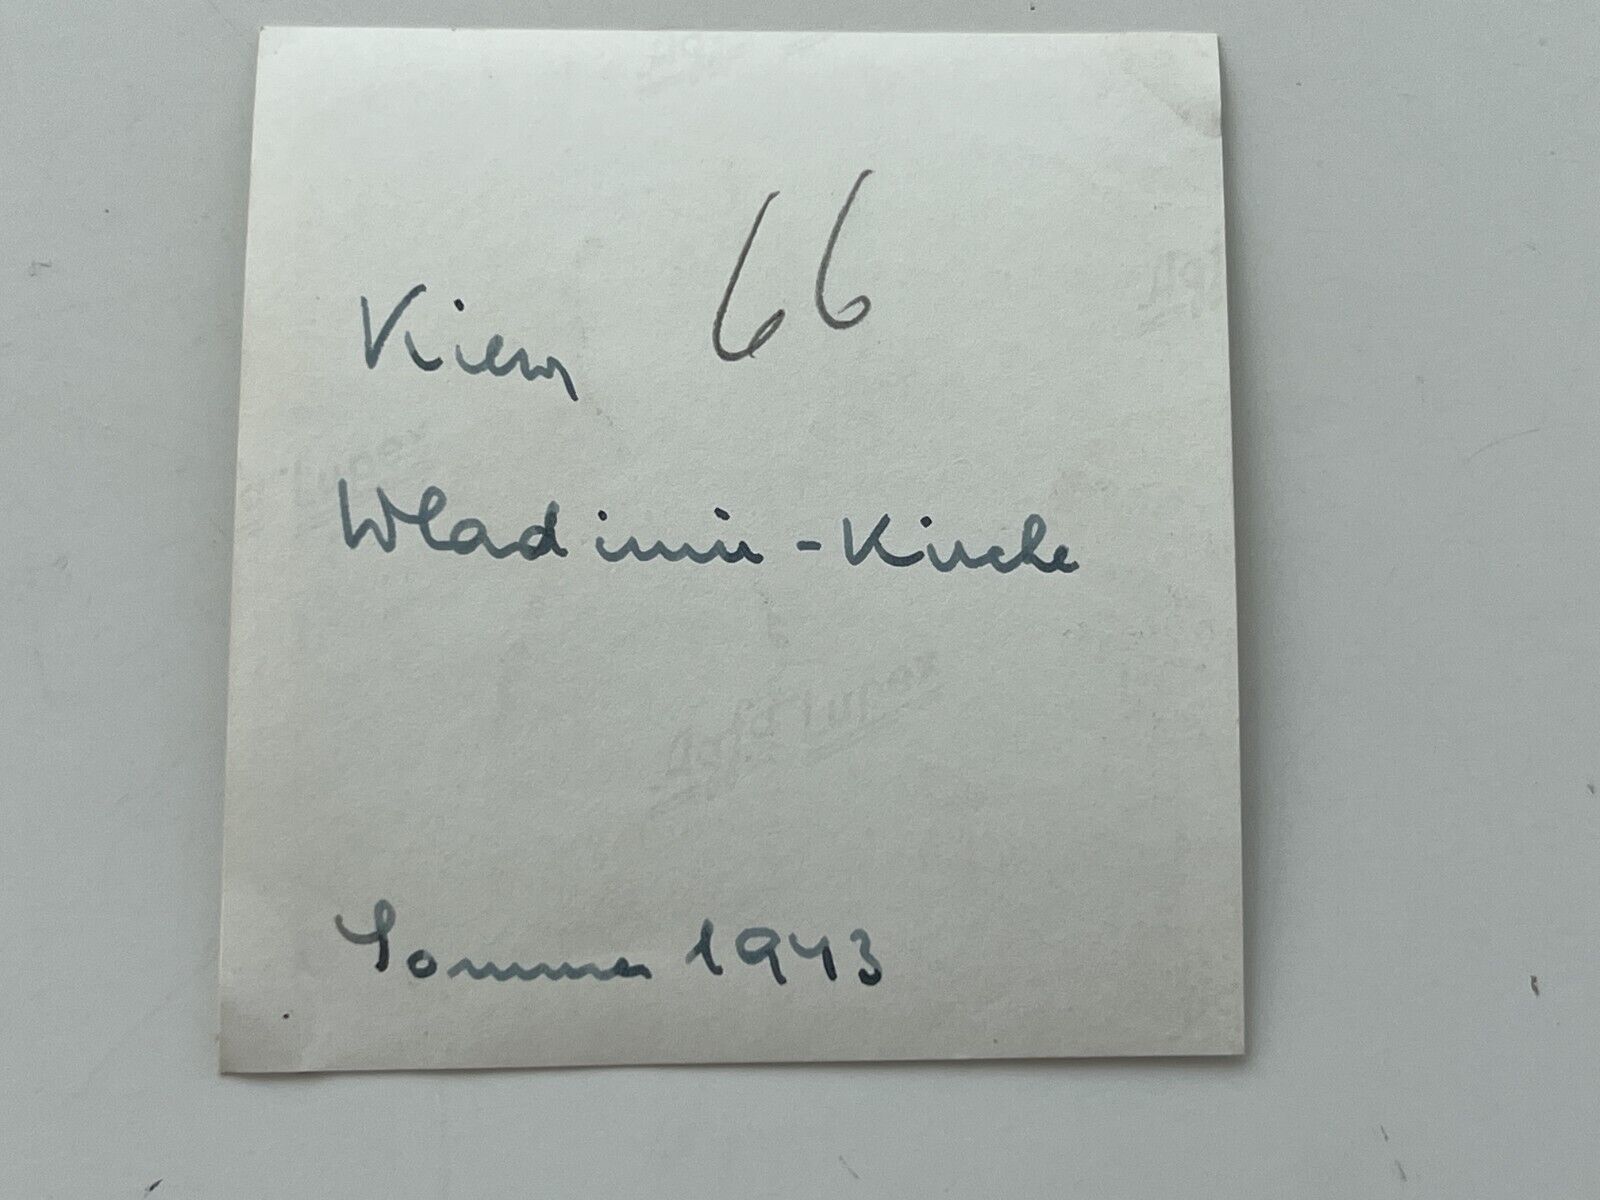 66
Kiew
Wladimir-Kirche
Sommer 1943